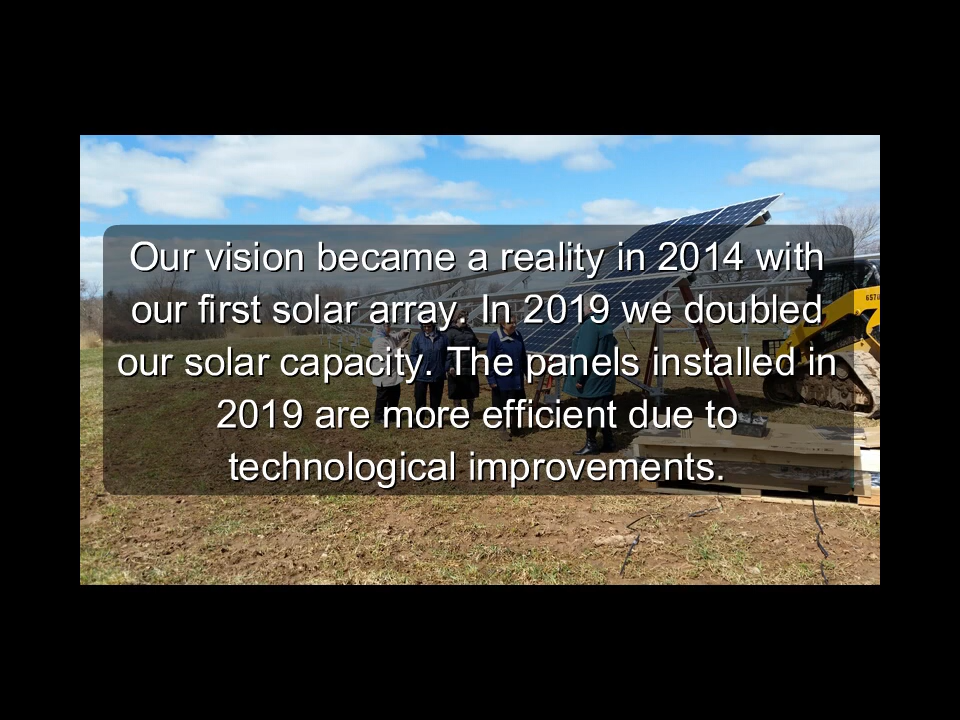 Our vision became a reality in 2014 with
our first solar array. In 2019 we doubled
our solar capacity. The panels installed in
2019 are more efficient due to
technological improvements.